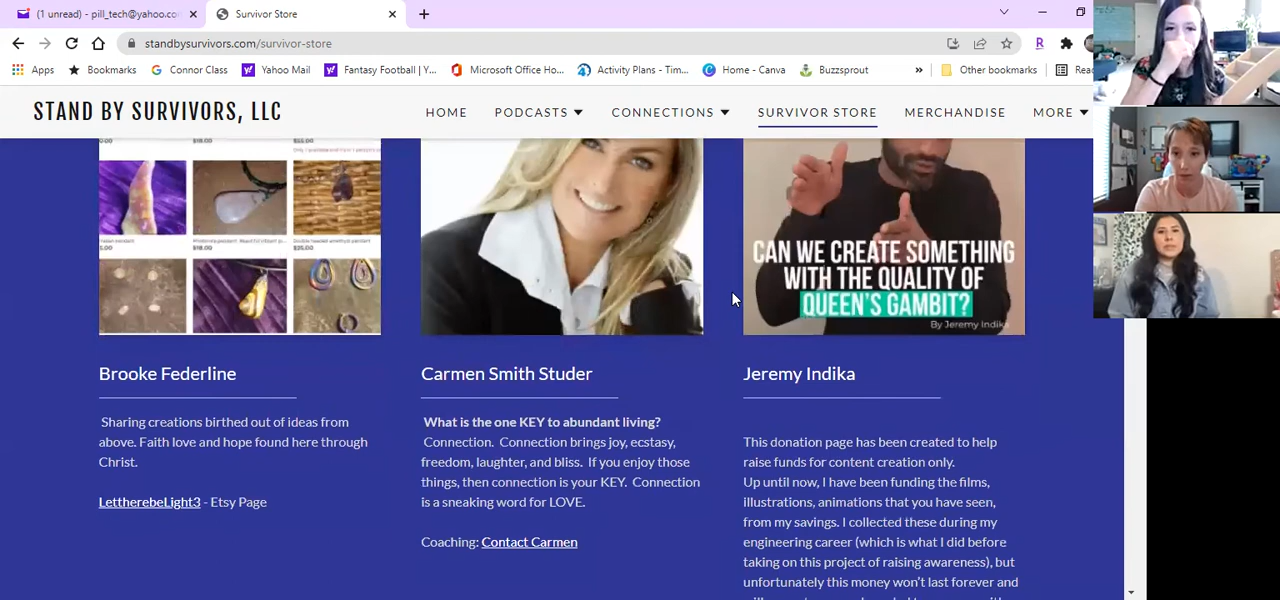 (1 unread) - pill_tech@yahoo.co
Survivor Store
standbysurvivors.com/survivor-store
Apps
Bookmarks
Connor Class
Yahoo Mail
Fantasy Football | Y...
Microsoft Office Ho...
Activity Plans - Tim...
Home - Canva
Buzzsprout
»
Other bookmarks
Rea
STAND BY SURVIVORS, LLC
HOME
PODCASTS
CONNECTIONS
SURVIVOR STORE
MERCHANDISE
MORE
$18.00
$35.00
CAN WE CREATE SOMETHING
WITH THE QUALITY OF
QUEEN'S GAMBIT?
By Jeremy Indika
Brooke Federline
Sharing creations birthed out of ideas from
above. Faith love and hope found here through
Christ.
LettherebeLight3 - Etsy Page
Carmen Smith Studer
What is the one KEY to abundant living?
Connection. Connection brings joy, ecstasy,
freedom, laughter, and bliss. If you enjoy those
things, then connection is your KEY. Connection
is a sneaking word for LOVE.
Coaching: Contact Carmen
Jeremy Indika
This donation page has been created to help
raise funds for content creation only.
Up until now, I have been funding the films,
illustrations, animations that you have seen,
from my savings. I collected these during my
engineering career (which is what I did before
taking on this project of raising awareness), but
unfortunately this money won't last forever and